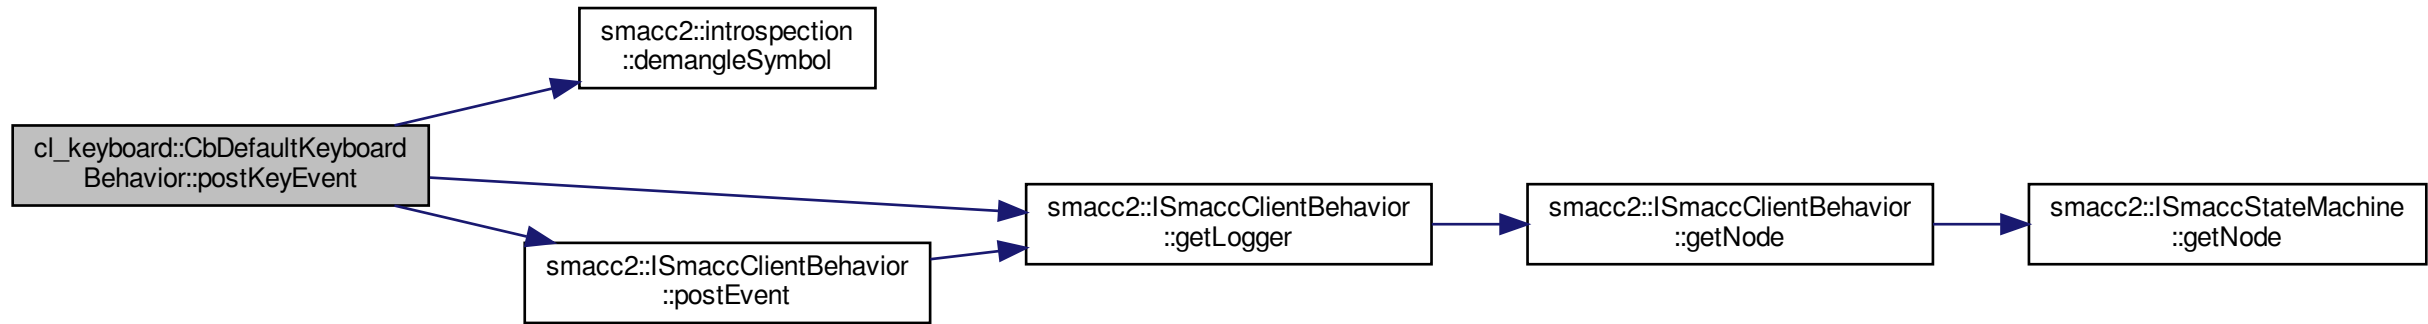 smacc2::introspection
::demangleSymbol
cl_keyboard::CbDefaultKeyboard
Behavior::postKeyEvent
smacc2::ISmaccClientBehavior
::getLogger
smacc2::ISmaccClientBehavior
::getNode
smacc2::ISmaccStateMachine
::getNode
smacc2::ISmaccClientBehavior
::postEvent